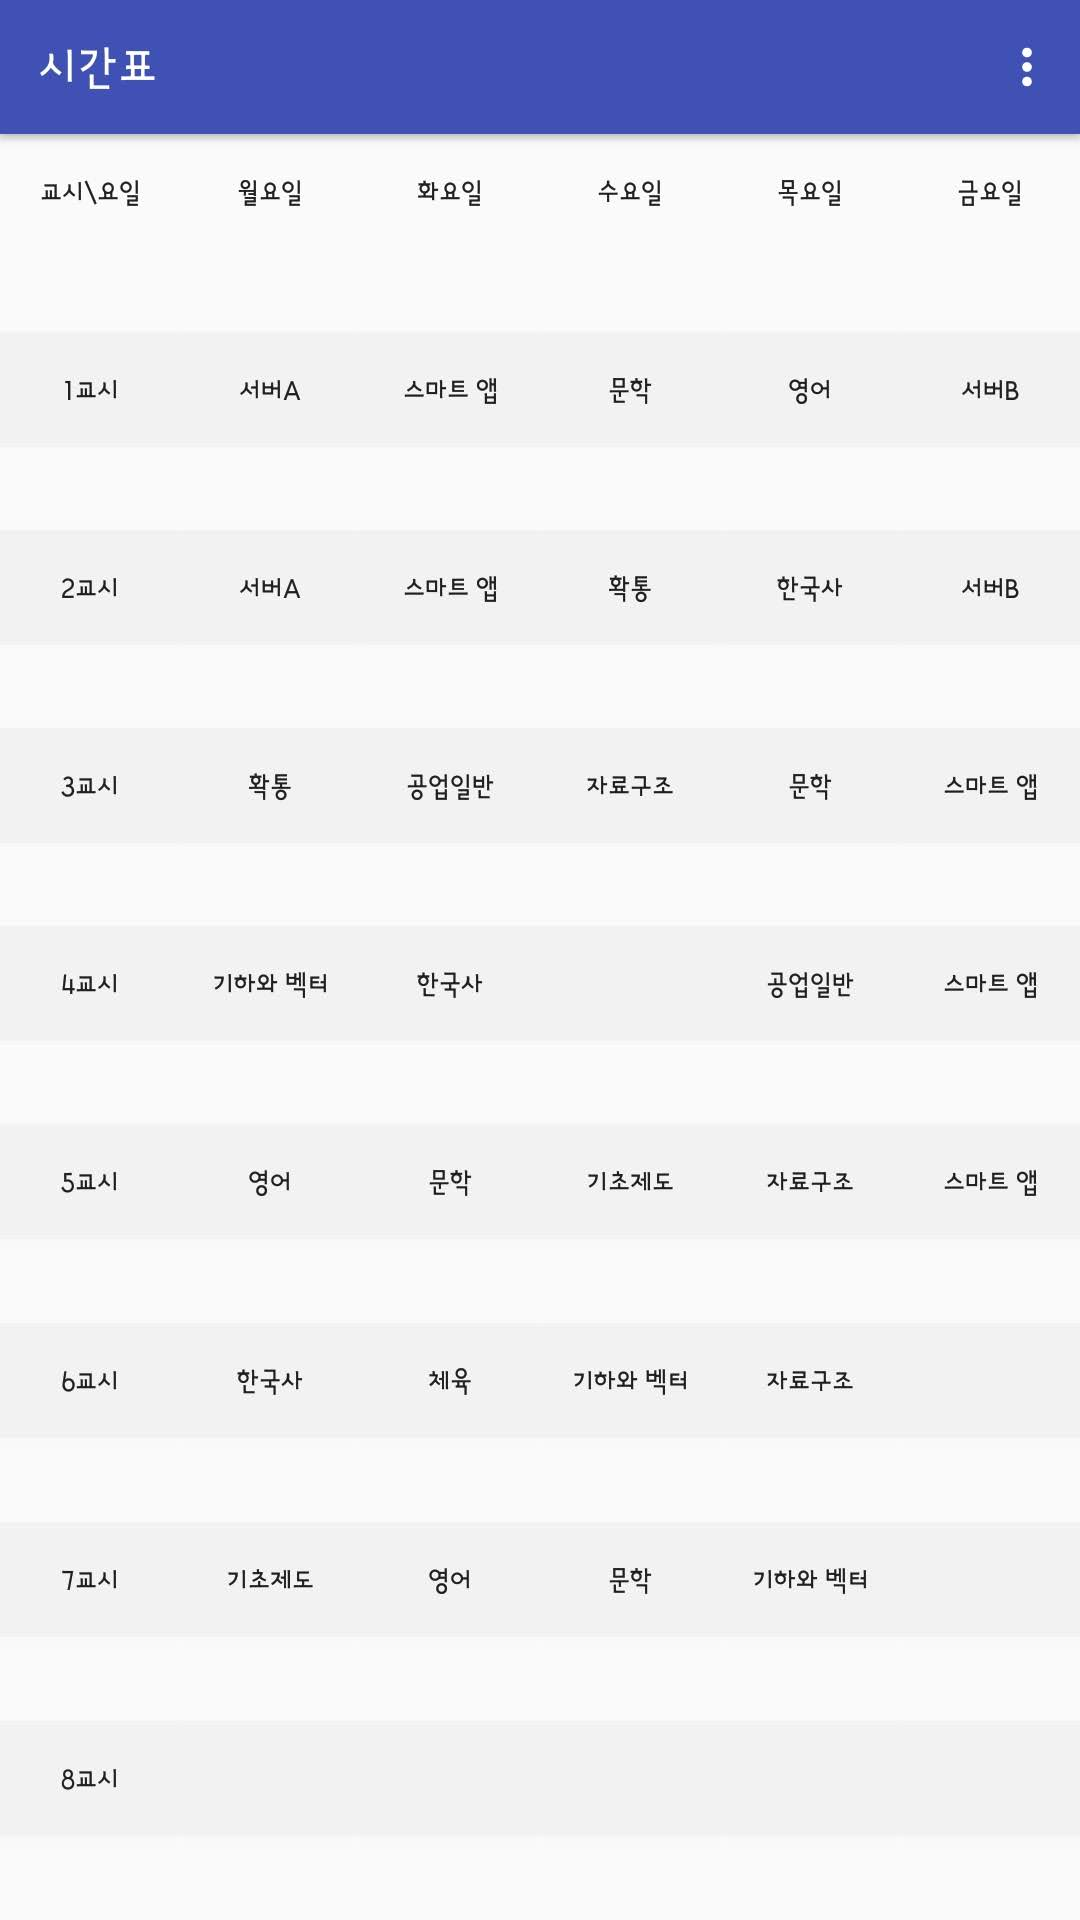 시간표
교시\요일 월요일 화요일 수요일 목요일 금요일
1교시 서버A 스마트 앱 문학 영어 서버B
2교시 서버A 스마트 앱 확통 한국사 서버B
3교시 확통 공업일반 자료구조 문학 스마트 앱
4교시 기하와 벡터 한국사 공업일반 스마트 앱
5교시 영어 문학 기초제도 자료구조 스마트 앱
6교시 한국사 체육 기하와 벡터 자료구조
7교시 기초제도 영어 문학 기하와 벡터
8교시